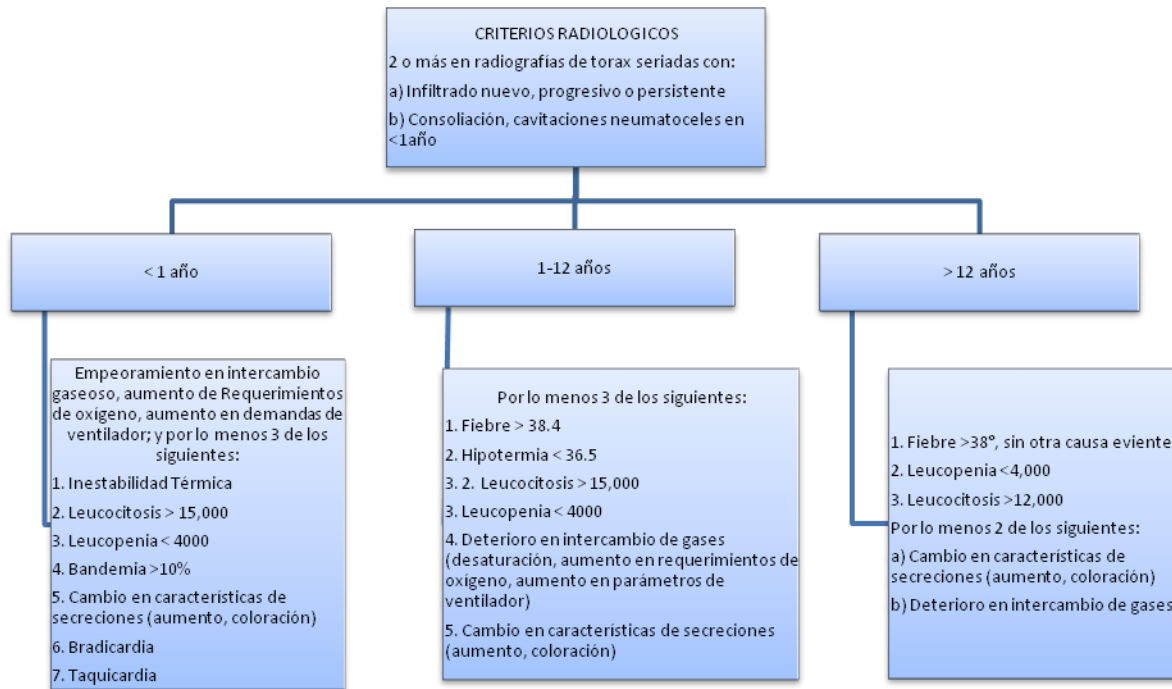 CRITERIOS RADIOLOGICOS
2 o más en radiografías de torax seriadas con:
a) Infiltrado nuevo, progresivo o persistente
b) Consoliación, cavitaciones neumatoceles en
<1año
< 1 año
1-12 años
> 12 años
Empeoramiento en intercambio
gaseoso, aumento de Requerimientos
de oxígeno, aumento en demandas de
ventilador; y por lo menos 3 de los
siguientes:
1. Inestabilidad Térmica
2. Leucocitosis > 15,000
3. Leucopenia < 4000
4. Bandemia >10%
5. Cambio en características de
secreciones (aumento, coloración)
6. Bradicardia
7. Taquicardia
Por lo menos 3 de los siguientes:
1. Fiebre > 38.4
2. Hipotermia < 36.5
3. 2. Leucocitosis > 15,000
3. Leucopenia < 4000
4. Deterioro en intercambio de gases
(desaturación, aumento en requerimientos de
oxígeno, aumento en parámetros de
ventilador)
5. Cambio en características de secreciones
(aumento, coloración)
1. Fiebre >38°, sin otra causa eviente
2. Leucopenia <4,000
3. Leucocitosis >12,000
Por lo menos 2 de los siguientes:
a) Cambio en características de
secreciones (aumento, coloración)
b) Deterioro en intercambio de gases